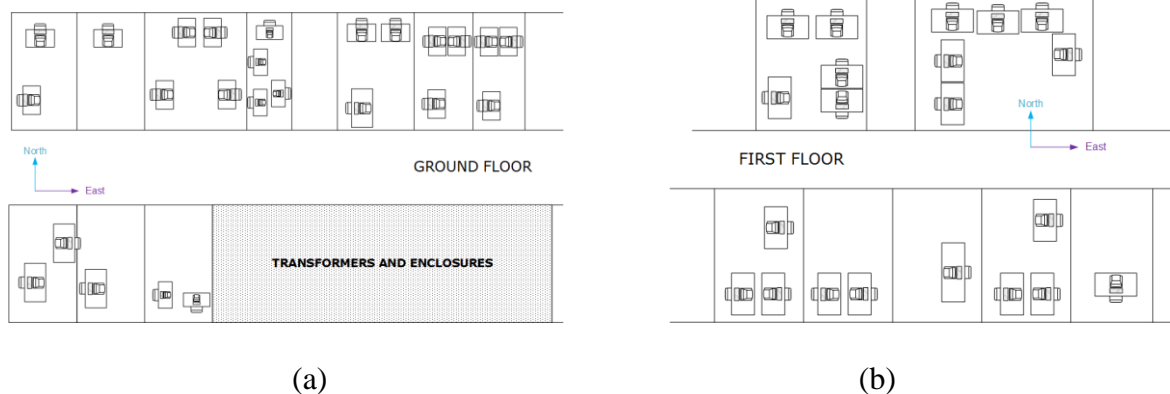 North
East
GROUND FLOOR
TRANSFORMERS AND ENCLOSURES
(a)
North
East
FIRST FLOOR
(b)